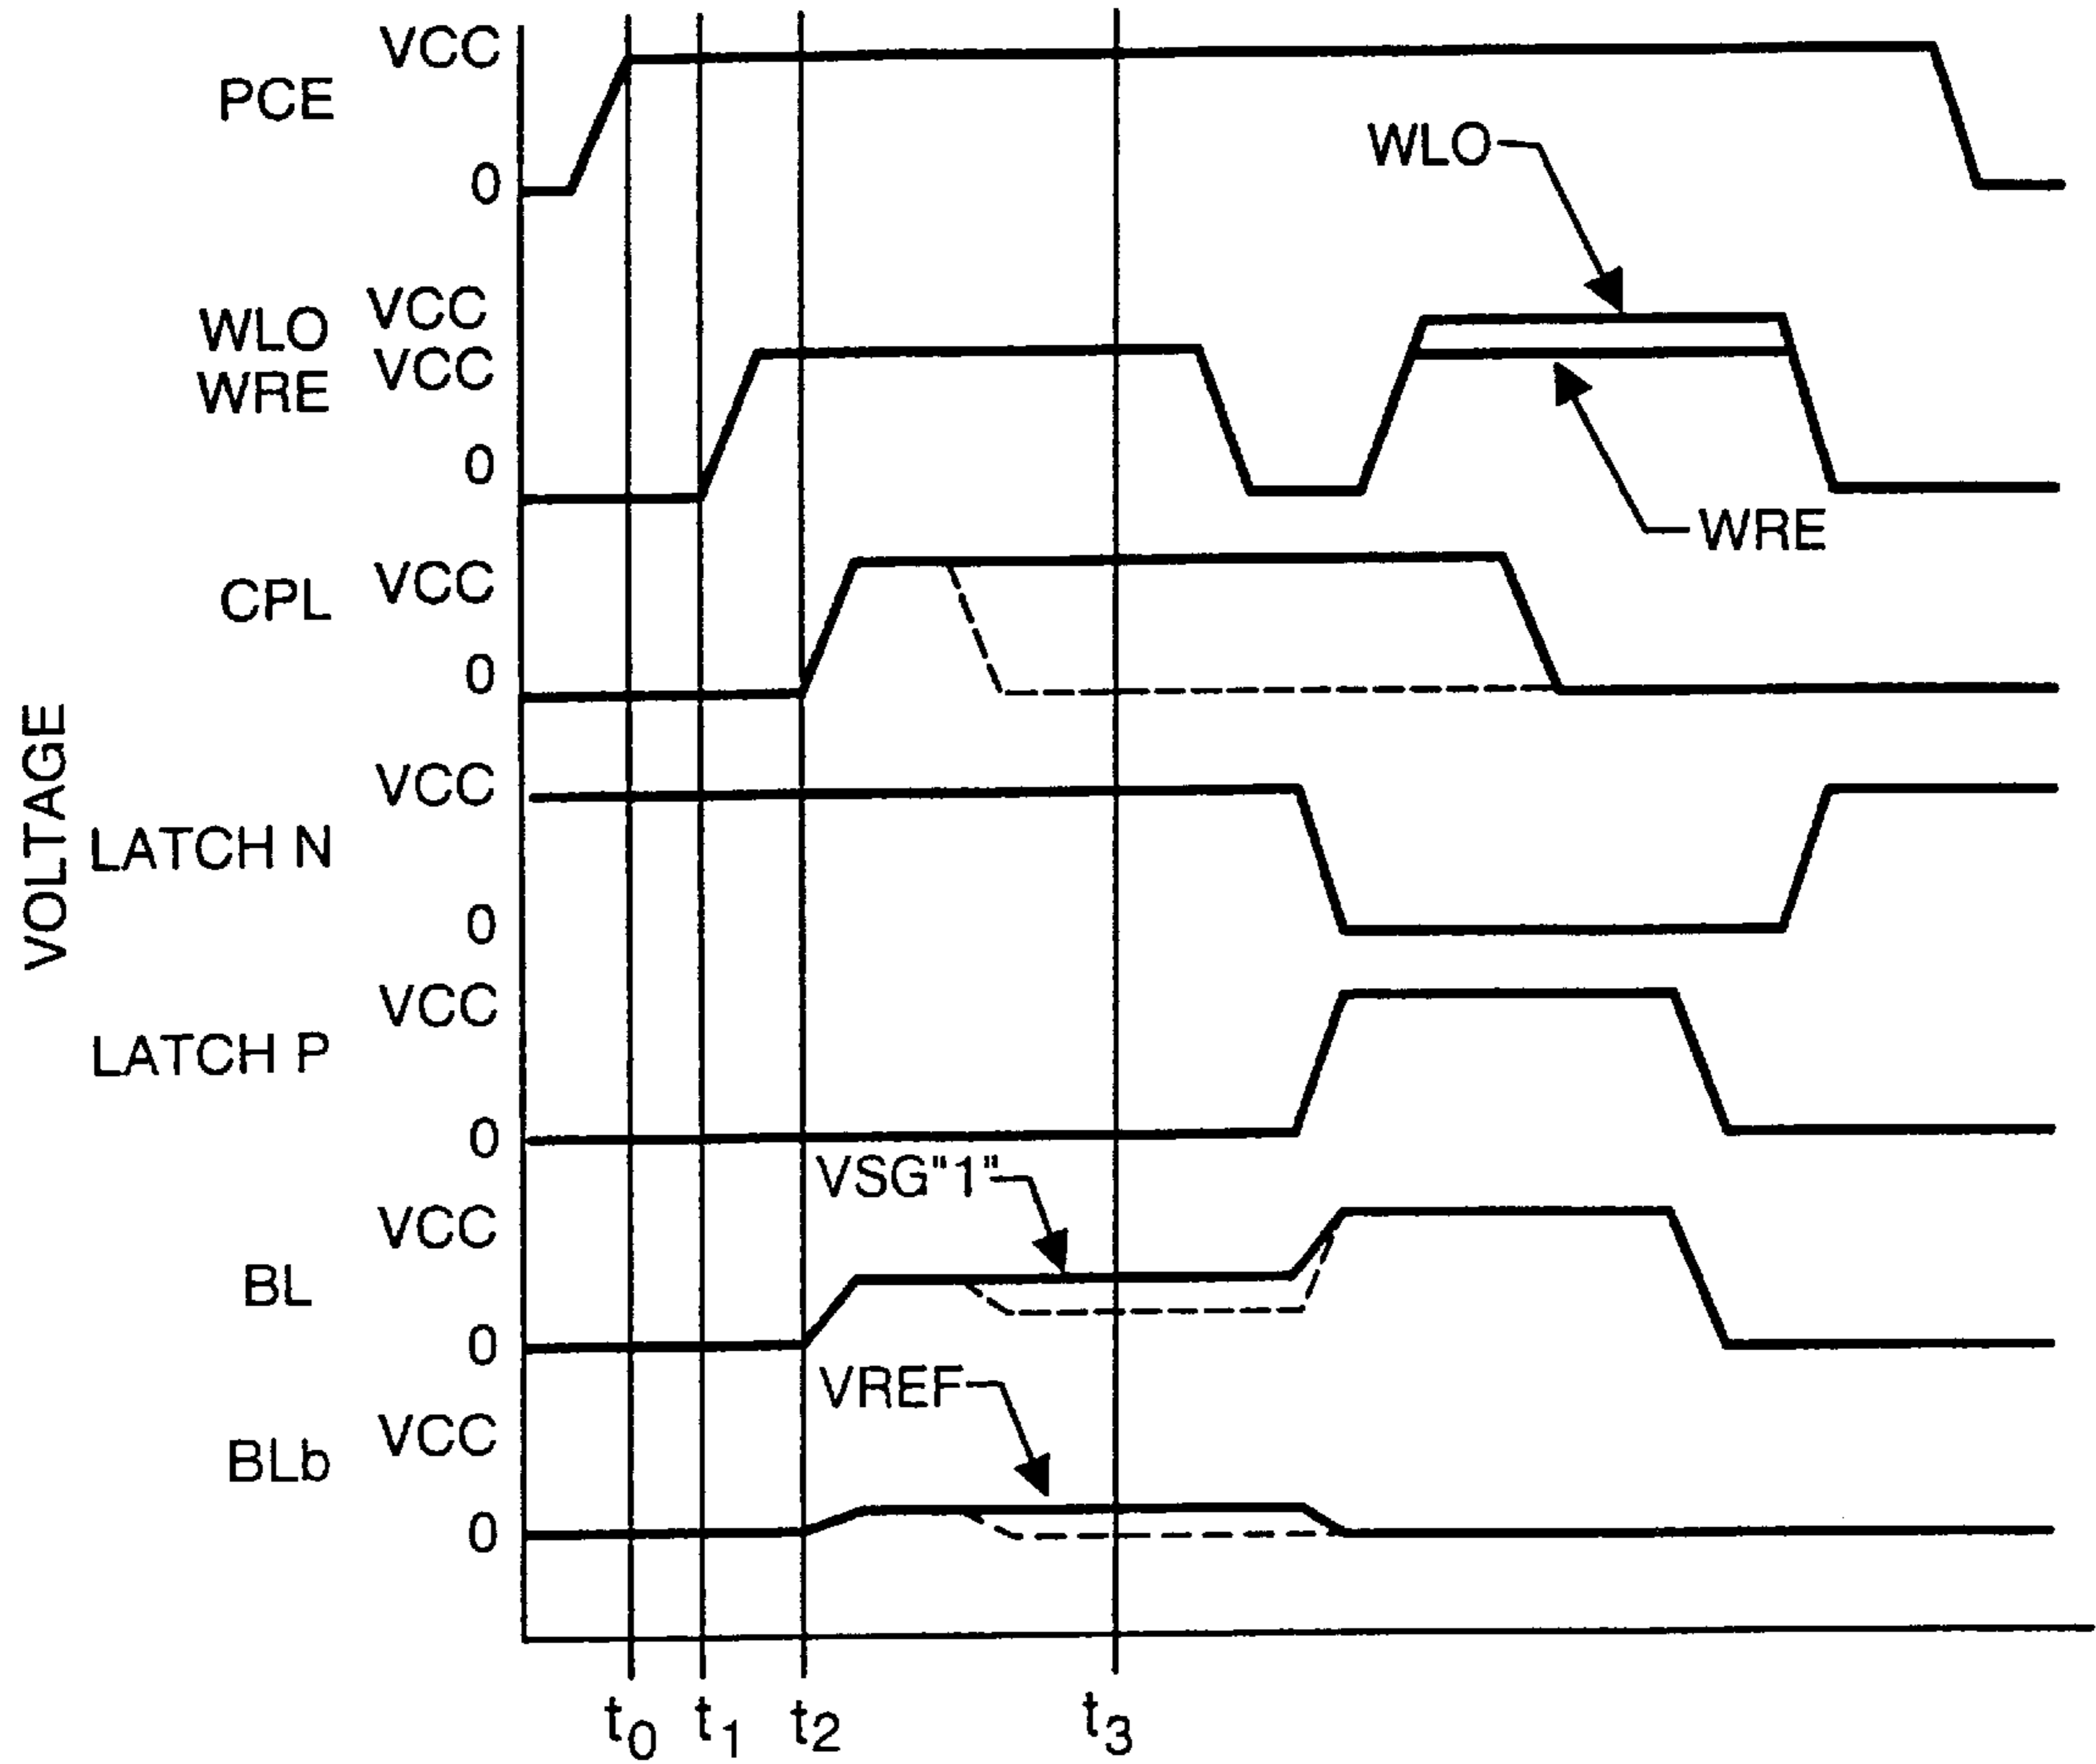 VCC
PCE
0
WLO
WLO VCC
WRE VCC
0
WRE
CPL VCC
0
VOLTAGE
VCC
LATCH N
0
VCC
LATCH P
0
VSG"1"
VCC
BL
0
VREF
VCC
BLb
0
t0 t1 t2 t3